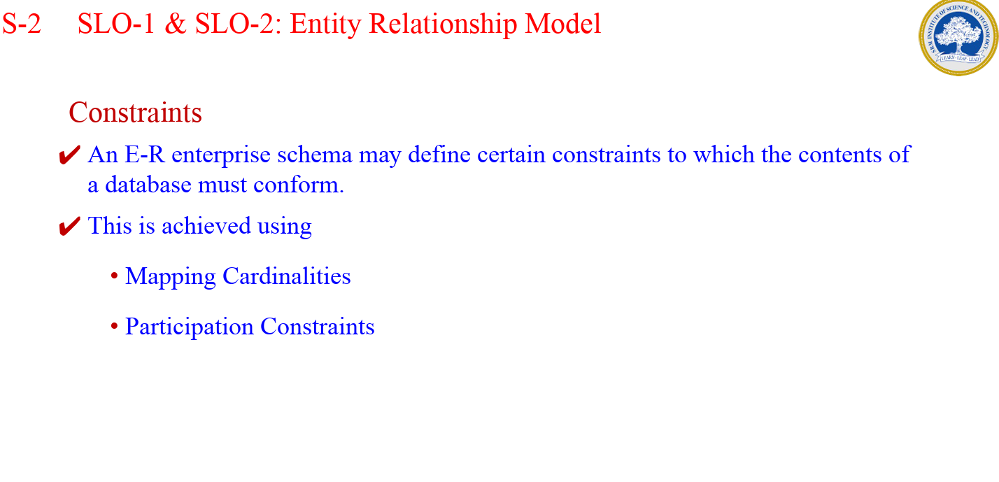 S-2 SLO-1 & SLO-2: Entity Relationship Model
SRM INSTITUTE OF SCIENCE AND TECHNOLOGY
LEARN - LEAP - LEAD
Constraints
✔ An E-R enterprise schema may define certain constraints to which the contents of
a database must conform.
✔ This is achieved using
• Mapping Cardinalities
• Participation Constraints